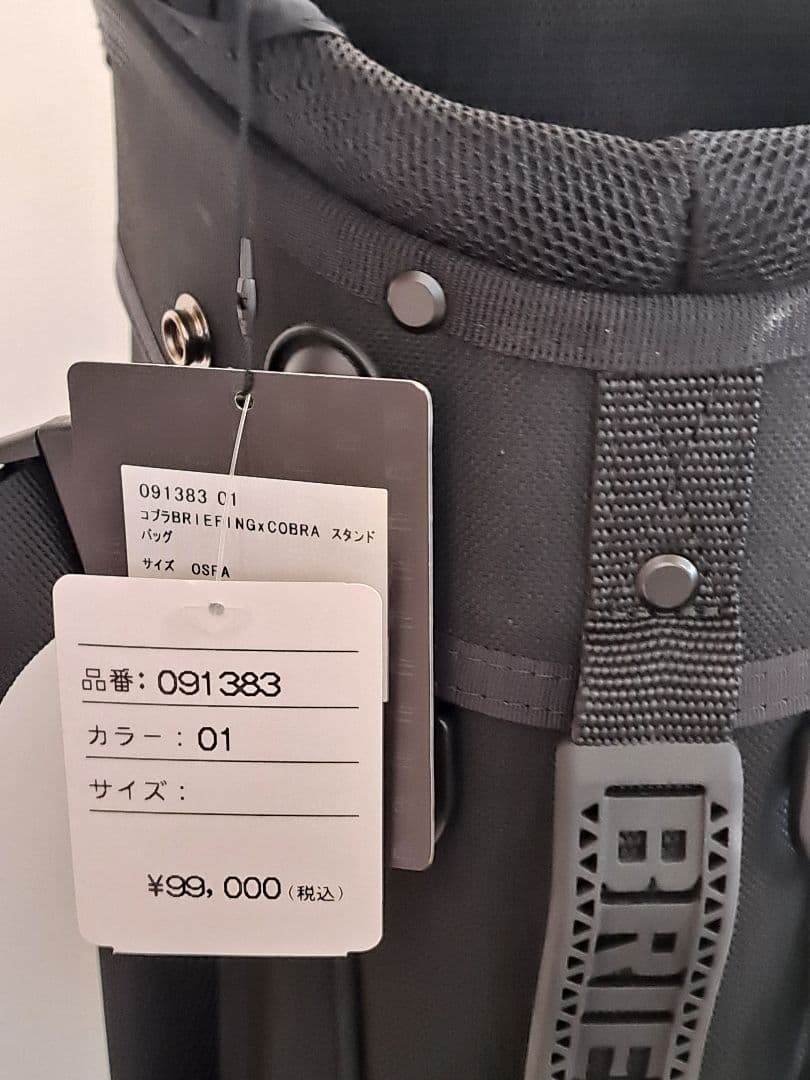 091383 01
コブラBRIEFINGxCOBRA スタンド
バッグ
サイズ OSFA
品番: 091383
カラー: 01
サイズ:
¥99,000(税込)
BRIE